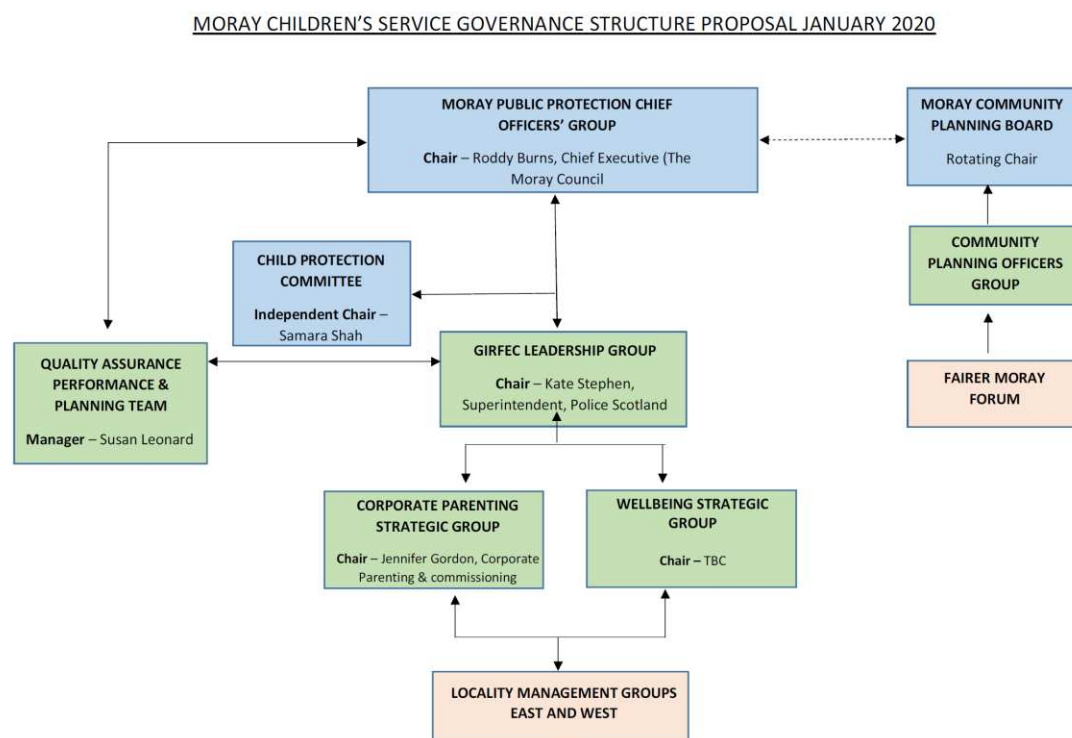 MORAY CHILDREN'S SERVICE GOVERNANCE STRUCTURE PROPOSAL JANUARY 2020
MORAY PUBLIC PROTECTION CHIEF
OFFICERS' GROUP
Chair – Roddy Burns, Chief Executive (The
Moray Council
MORAY COMMUNITY
PLANNING BOARD
Rotating Chair
CHILD PROTECTION
COMMITTEE
Independent Chair –
Samara Shah
COMMUNITY
PLANNING OFFICERS
GROUP
QUALITY ASSURANCE
PERFORMANCE &
PLANNING TEAM
Manager – Susan Leonard
GIRFEC LEADERSHIP GROUP
Chair – Kate Stephen,
Superintendent, Police Scotland
FAIRER MORAY
FORUM
CORPORATE PARENTING
STRATEGIC GROUP
Chair – Jennifer Gordon, Corporate
Parenting & commissioning
WELLBEING STRATEGIC
GROUP
Chair – TBC
LOCALITY MANAGEMENT GROUPS
EAST AND WEST